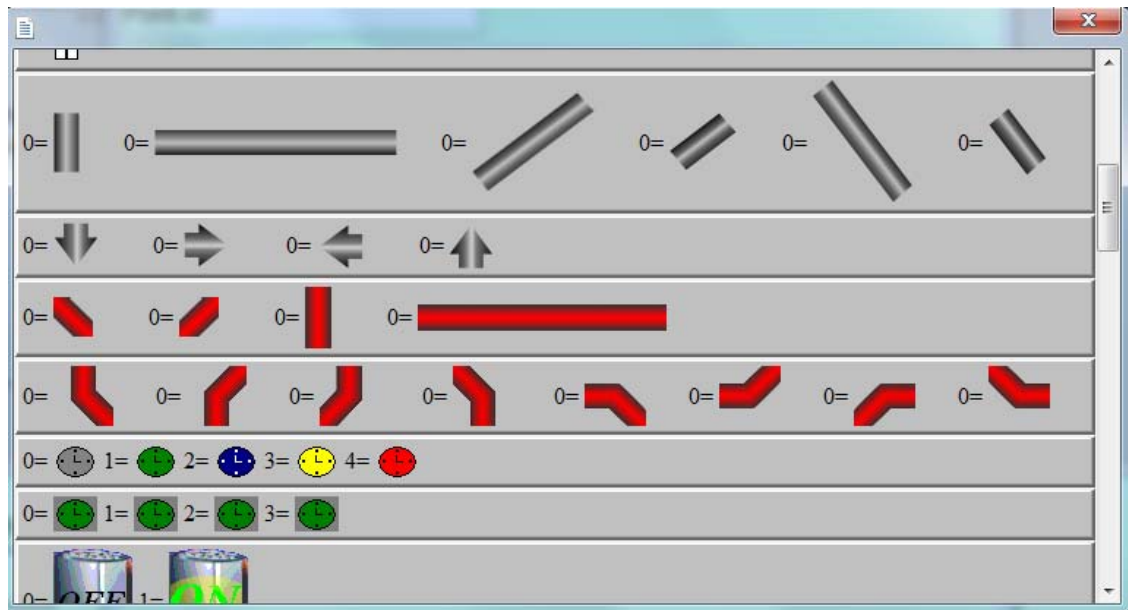 0= 0= 0= 0= 0= 0=
0= 0= 0= 0=
0= 0= 0= 0=
0= 0= 0= 0= 0= 0= 0= 0=
0= 1= 2= 3= 4=
0= 1= 2= 3=
0= OFF 1= ON